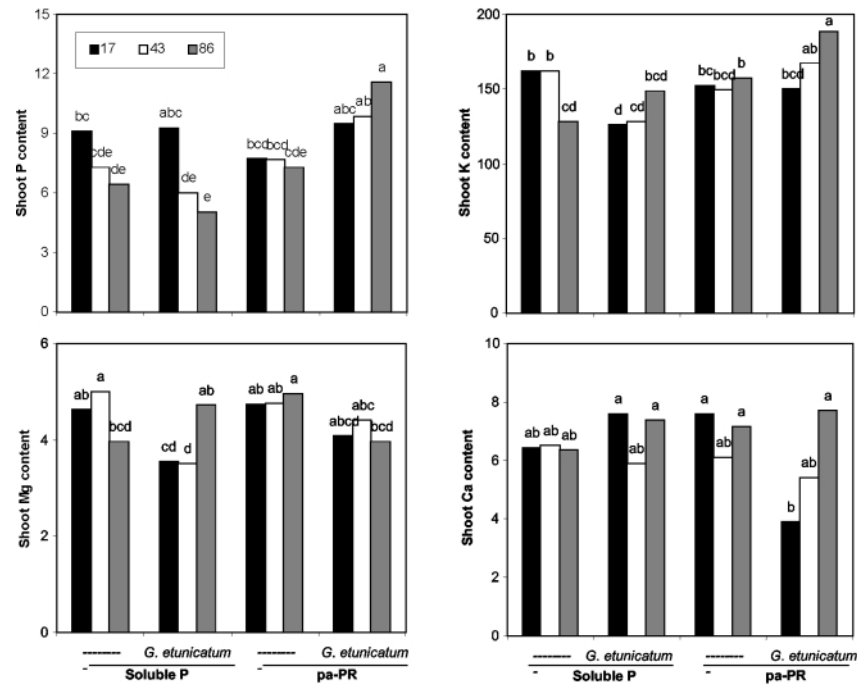 15
12
9
6
3
0
Shoot P content
17 43 86
bc cde de
abc de e
bcd bcd cde
abc ab a
200
150
100
50
0
Shoot K content
b b cd
d cd bcd
bc bcd b
bcd ab a
6
4
2
0
Shoot Mg content
ab a bcd
cd d ab
ab ab a
abcd abc bcd
--------- G. etunicatum --------- G. etunicatum
- Soluble P - pa-PR
10
8
6
4
2
0
Shoot Ca content
ab ab ab
a ab a
a ab a
b ab a
--------- G. etunicatum --------- G. etunicatum
- Soluble P - pa-PR